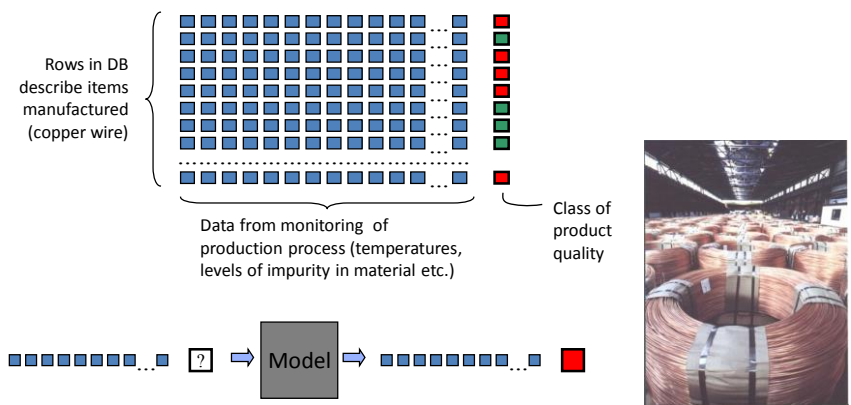 Rows in DB
describe items
manufactured
(copper wire)
Data from monitoring of
production process (temperatures,
levels of impurity in material etc.)
Class of
product
quality
?
Model